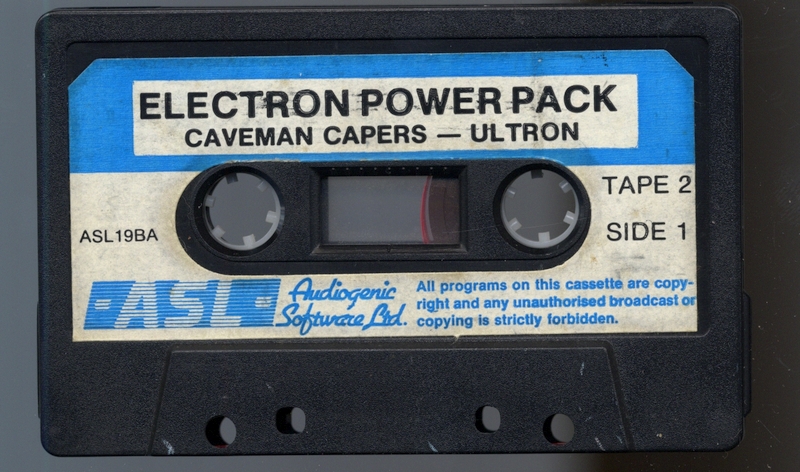 ELECTRON POWER PACK
CAVEMAN CAPERS — ULTRON
TAPE 2
ASL19BA
SIDE 1
ASL
Audiogenic
Software Ltd.
All programs on this cassette are copy-
right and any unauthorised broadcast or
copying is strictly forbidden.